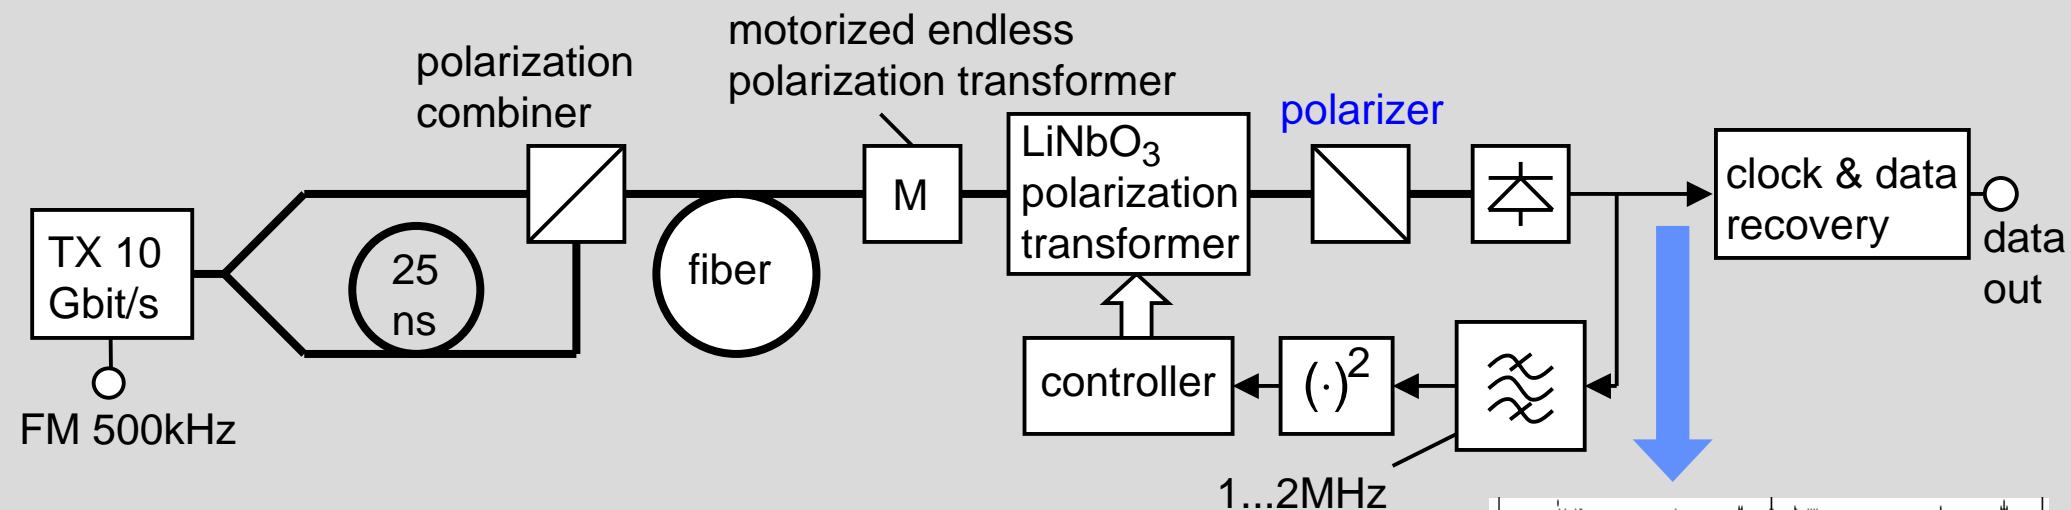 motorized endless
polarization transformer
polarization
combiner
polarizer
LiNbO3
polarization
transformer
M
clock & data
recovery
TX 10
Gbit/s
25
ns
fiber
data
out
controller
(·)2
FM 500kHz
1...2MHz